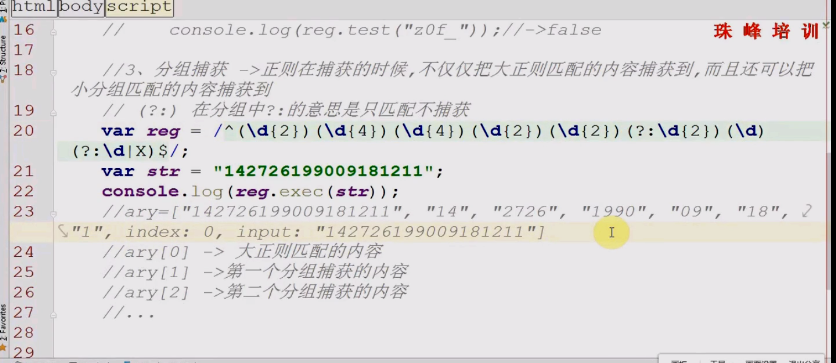 html body script
16 // console.log(reg.test("z0f_"));//->false
珠峰培训
17
18 //3、分组捕获 ->正则在捕获的时候,不仅仅把大正则匹配的内容捕获到,而且还可以把
小分组匹配的内容捕获到
19 // (?:) 在分组中?:的意思是只匹配不捕获
20 var reg = /^(\d{2})(\d{4})(\d{4})(\d{2})(\d{2})(?:\d{2})(\d)
(?:\d|X)$/;
21 var str = "142726199009181211";
22 console.log(reg.exec(str));
23 //ary=["142726199009181211", "14", "2726", "1990", "09", "18",
"1", index: 0, input: "142726199009181211"]
24 //ary[0] -> 大正则匹配的内容
25 //ary[1] ->第一个分组捕获的内容
26 //ary[2] ->第二个分组捕获的内容
27 //...
28
29
Z: Structure
2: Favorites